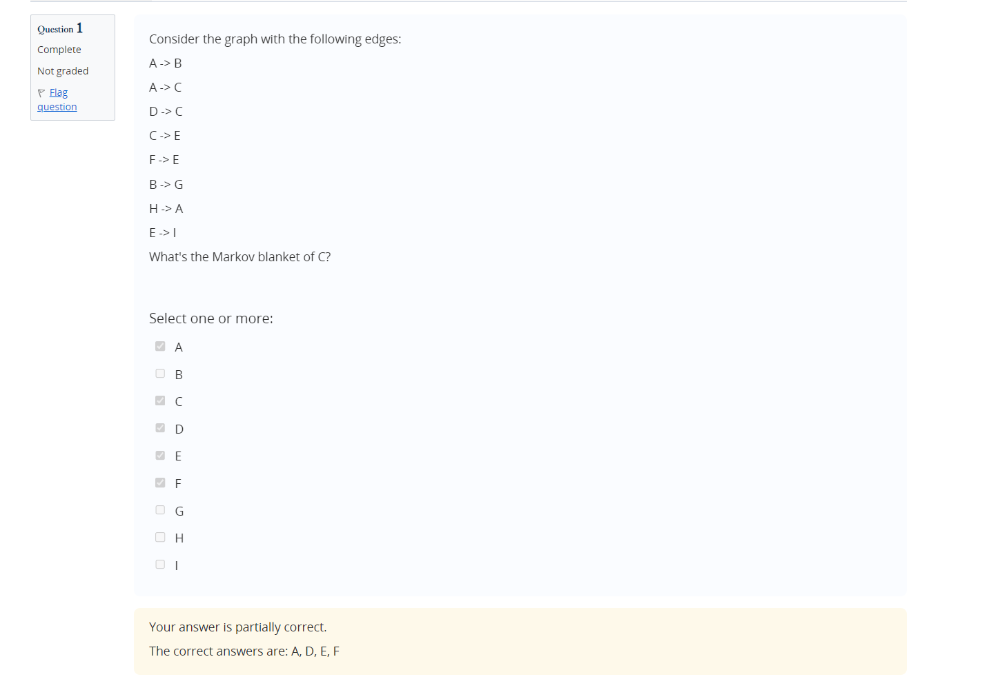 Question 1
Complete
Not graded
Flag
question
Consider the graph with the following edges:
A -> B
A -> C
D -> C
C -> E
F -> E
B -> G
H -> A
E -> I
What's the Markov blanket of C?
Select one or more:
A
B
C
D
E
F
G
H
I
Your answer is partially correct.
The correct answers are: A, D, E, F